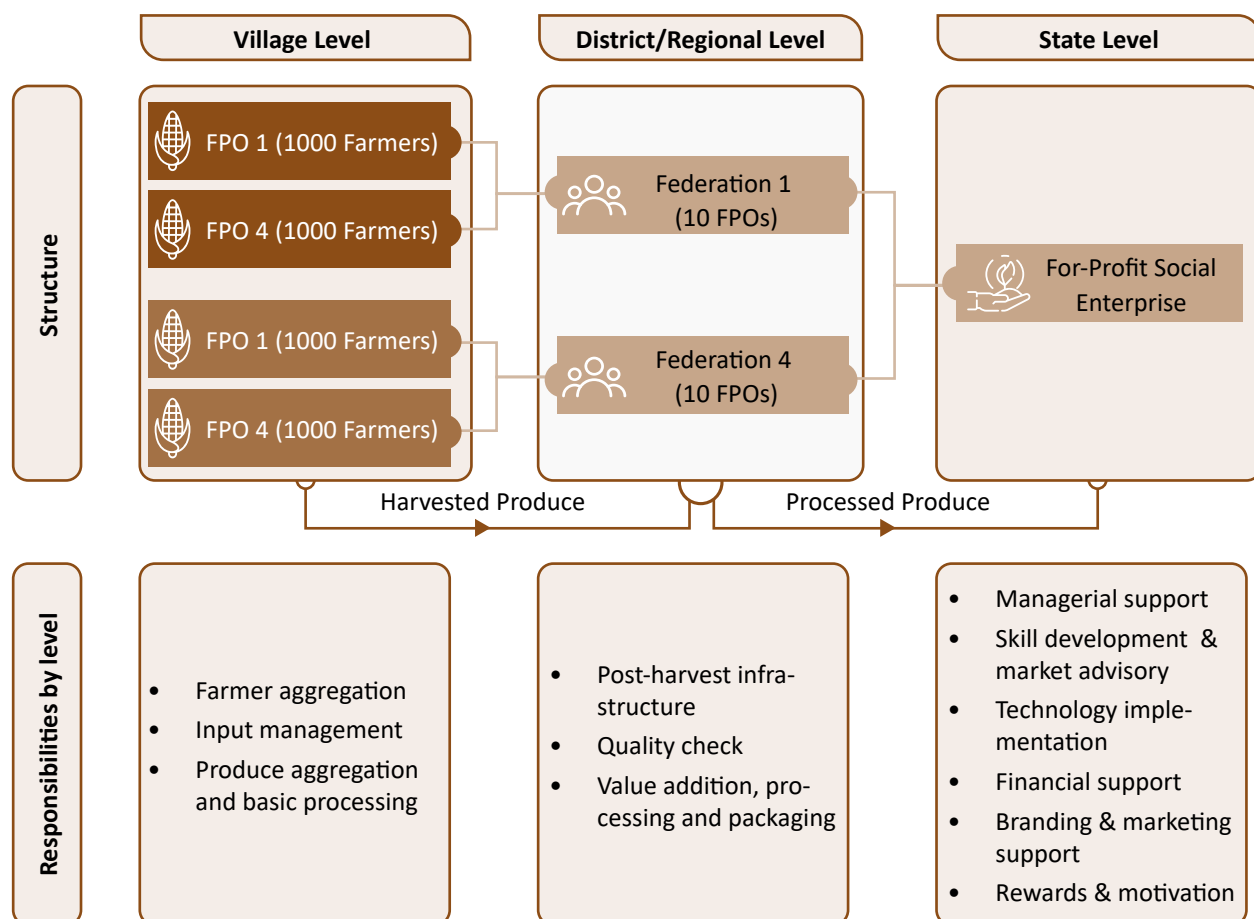 Village Level
District/Regional Level
State Level
Structure
FPO 1 (1000 Farmers)
FPO 4 (1000 Farmers)
FPO 1 (1000 Farmers)
FPO 4 (1000 Farmers)
Federation 1
(10 FPOs)
Federation 4
(10 FPOs)
For-Profit Social
Enterprise
Harvested Produce
Processed Produce
Responsibilities by level
• Farmer aggregation
• Input management
• Produce aggregation
and basic processing
• Post-harvest infra-
structure
• Quality check
• Value addition, pro-
cessing and packaging
• Managerial support
• Skill development & 
market advisory
• Technology imple-
mentation
• Financial support
• Branding & marketing
support
• Rewards & motivation